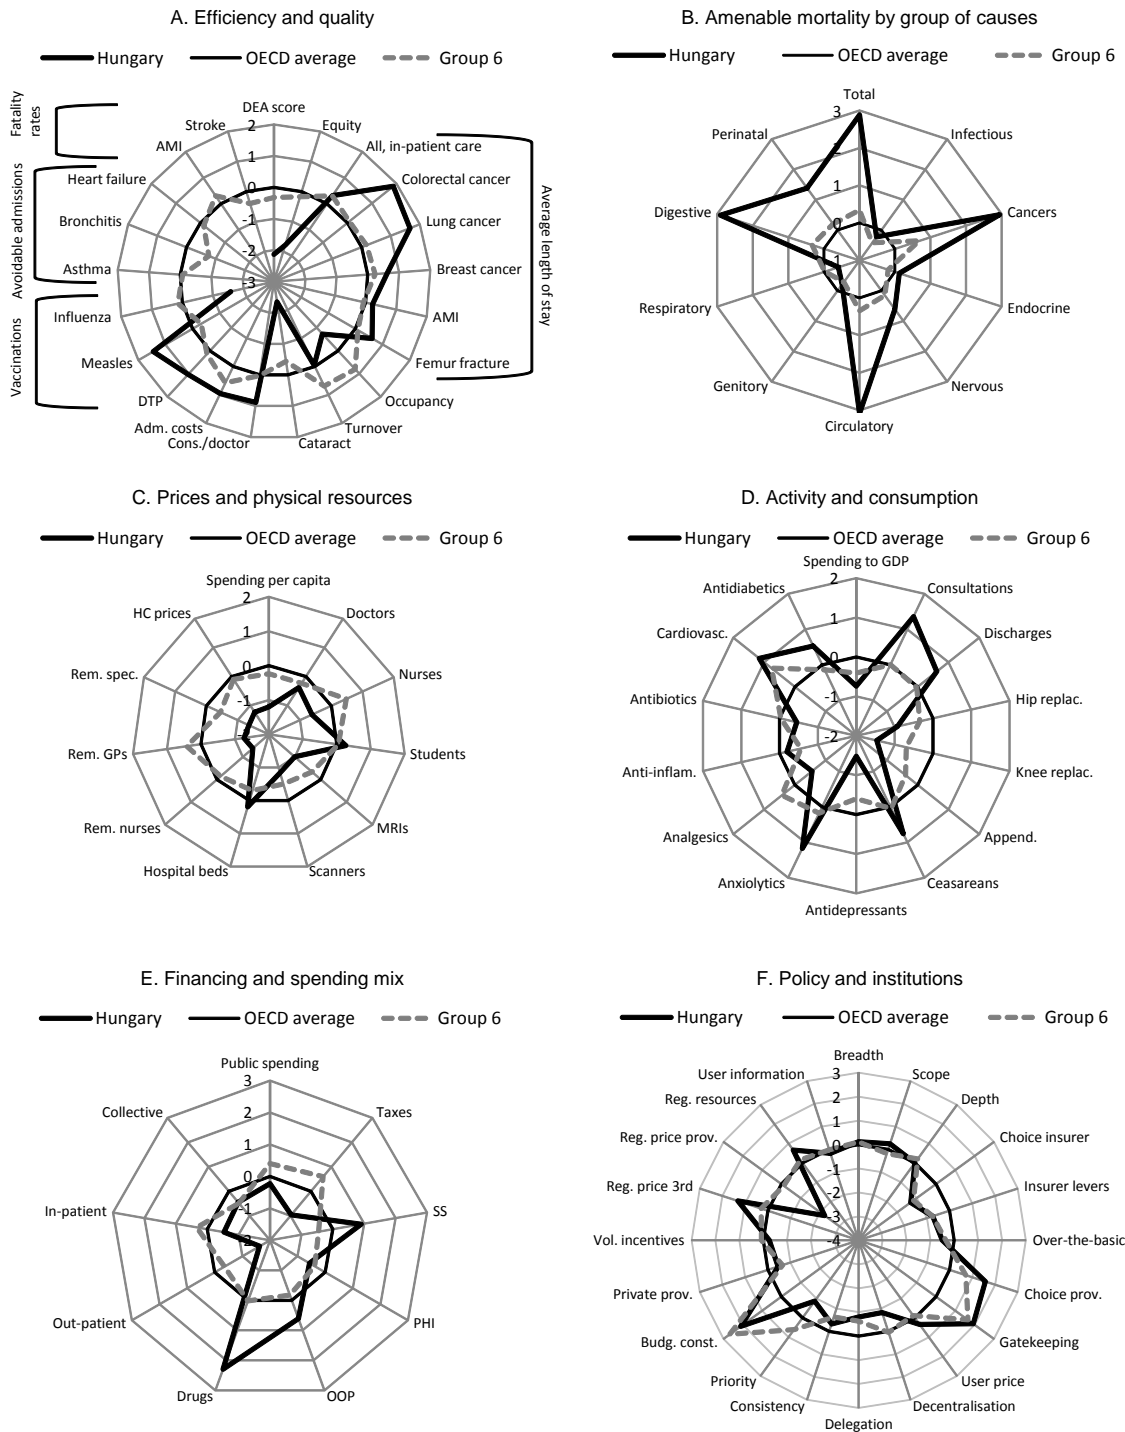 A. Efficiency and quality
Hungary OECD average Group 6
Fatality
rates
Avoidable admissions
Vaccinations
Average length of stay
DEA score
Equity
All, in-patient care
Colorectal cancer
Lung cancer
Breast cancer
AMI
Femur fracture
Occupancy
Turnover
Cataract
Cons./doctor
Adm. costs
DTP
Measles
Influenza
Asthma
Bronchitis
Heart failure
AMI
Stroke
2
1
0
-1
-2
-3
B. Amenable mortality by group of causes
Hungary OECD average Group 6
Total
Infectious
Cancers
Endocrine
Nervous
Circulatory
Genitory
Respiratory
Digestive
Perinatal
3
2
1
0
-1
C. Prices and physical resources
Hungary OECD average Group 6
Spending per capita
Doctors
Nurses
Students
MRIs
Scanners
Hospital beds
Rem. nurses
Rem. GPs
Rem. spec.
HC prices
2
1
0
-1
-2
D. Activity and consumption
Hungary OECD average Group 6
Spending to GDP
Consultations
Discharges
Hip replac.
Knee replac.
Append.
Ceasareans
Antidepressants
Anxiolytics
Analgesics
Anti-inflam.
Antibiotics
Cardiovasc.
Antidiabetics
2
1
0
-1
-2
E. Financing and spending mix
Hungary OECD average Group 6
Public spending
Taxes
SS
PHI
OOP
Drugs
Out-patient
In-patient
Collective
3
2
1
0
-1
-2
F. Policy and institutions
Hungary OECD average Group 6
Breadth
Scope
Depth
Choice insurer
Insurer levers
Over-the-basic
Choice prov.
Gatekeeping
User price
Decentralisation
Delegation
Consistency
Priority
Budg. const.
Private prov.
Vol. incentives
Reg. price 3rd
Reg. price prov.
Reg. resources
User information
3
2
1
0
-1
-2
-3
-4